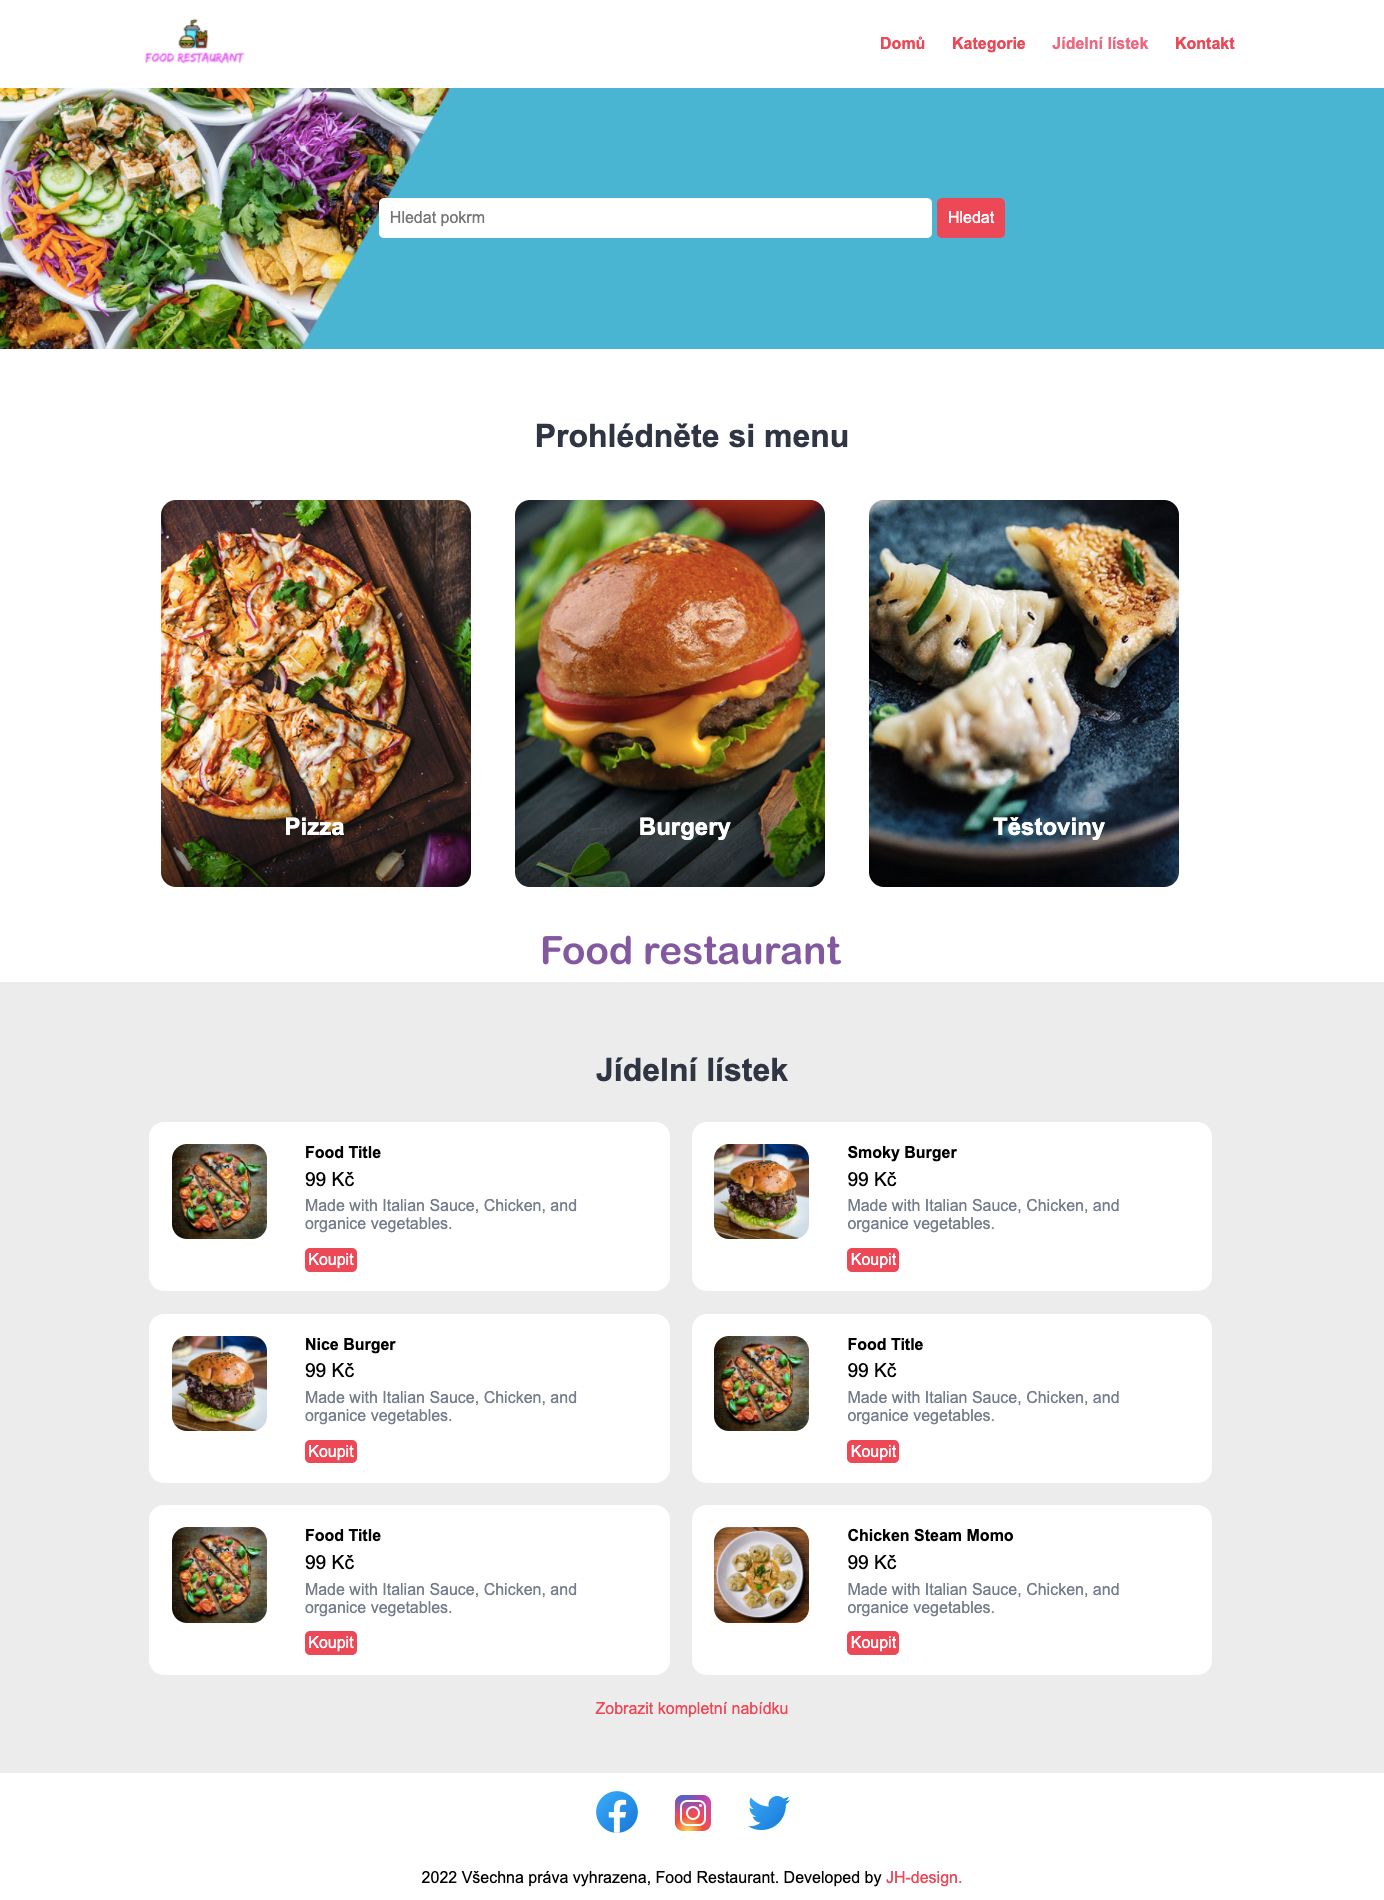 FOOD RESTAURANT
Domů Kategorie Jídelní lístek Kontakt
Hledat pokrm Hledat
Prohlédněte si menu
Pizza Burgery Těstoviny
Food restaurant
Jídelní lístek
Food Title
99 Kč
Made with Italian Sauce, Chicken, and
organice vegetables.
Koupit
Smoky Burger
99 Kč
Made with Italian Sauce, Chicken, and
organice vegetables.
Koupit
Nice Burger
99 Kč
Made with Italian Sauce, Chicken, and
organice vegetables.
Koupit
Food Title
99 Kč
Made with Italian Sauce, Chicken, and
organice vegetables.
Koupit
Food Title
99 Kč
Made with Italian Sauce, Chicken, and
organice vegetables.
Koupit
Chicken Steam Momo
99 Kč
Made with Italian Sauce, Chicken, and
organice vegetables.
Koupit
Zobrazit kompletní nabídku
2022 Všechna práva vyhrazena, Food Restaurant. Developed by JH-design.